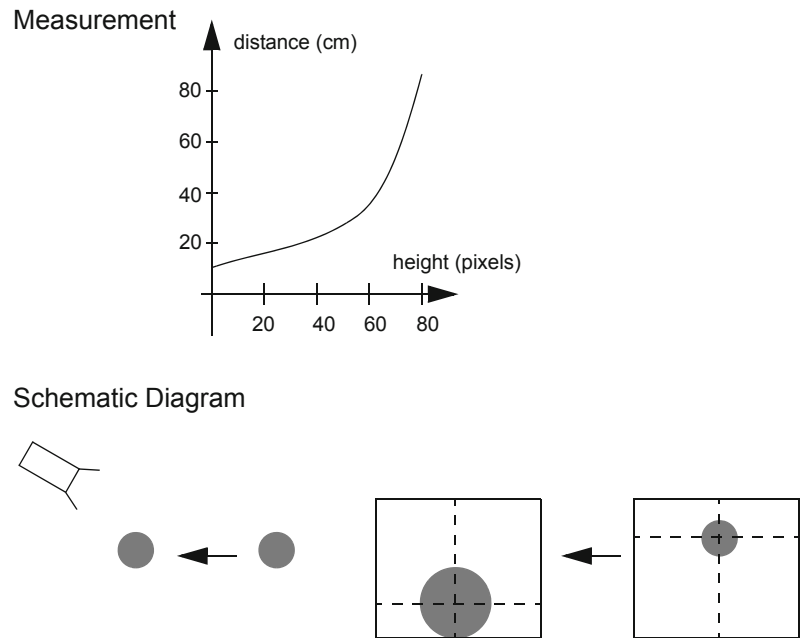 Measurement
distance (cm)
80
60
40
20
height (pixels)
20 40 60 80
Schematic Diagram